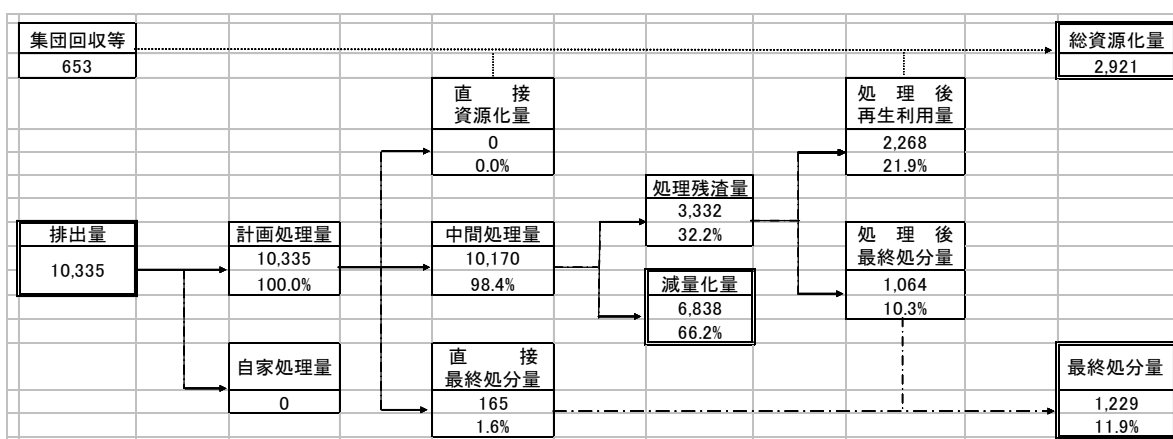 集団回収等
653
総資源化量
2,921
直　　接
資源化量
0
0.0%
処　理　後
再生利用量
2,268
21.9%
処理残渣量
3,332
32.2%
排出量
10,335
計画処理量
10,335
100.0%
中間処理量
10,170
98.4%
減量化量
6,838
66.2%
処　理　後
最終処分量
1,064
10.3%
自家処理量
0
直　　接
最終処分量
165
1.6%
最終処分量
1,229
11.9%